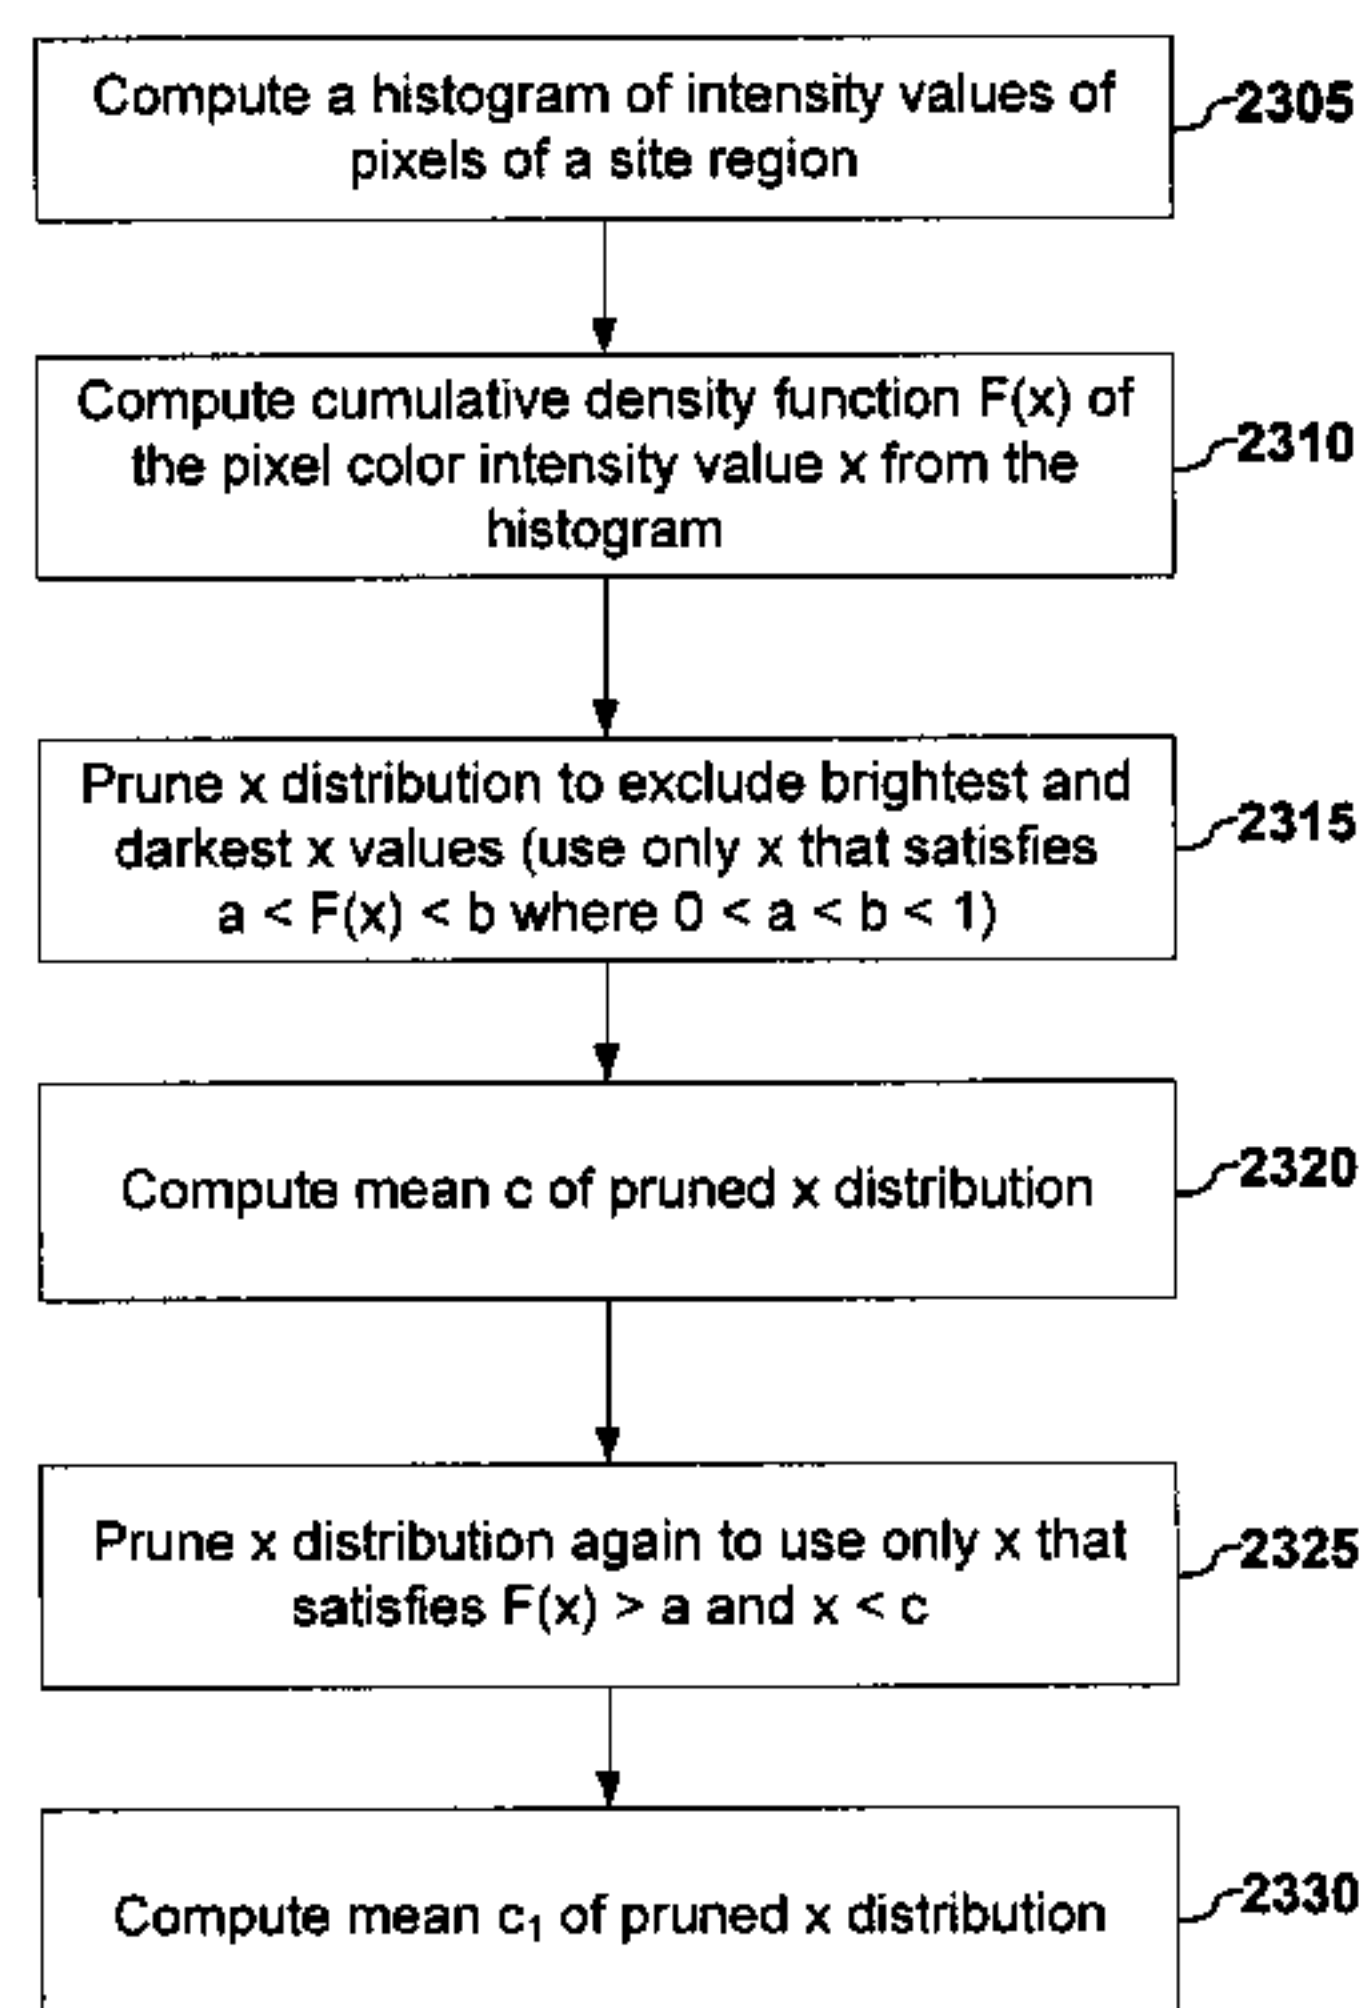 Compute a histogram of intensity values of
pixels of a site region
2305
Compute cumulative density function F(x) of
the pixel color intensity value x from the
histogram
2310
Prune x distribution to exclude brightest and
darkest x values (use only x that satisfies
a < F(x) < b where 0 < a < b < 1)
2315
Compute mean c of pruned x distribution
2320
Prune x distribution again to use only x that
satisfies F(x) > a and x < c
2325
Compute mean c₁ of pruned x distribution
2330